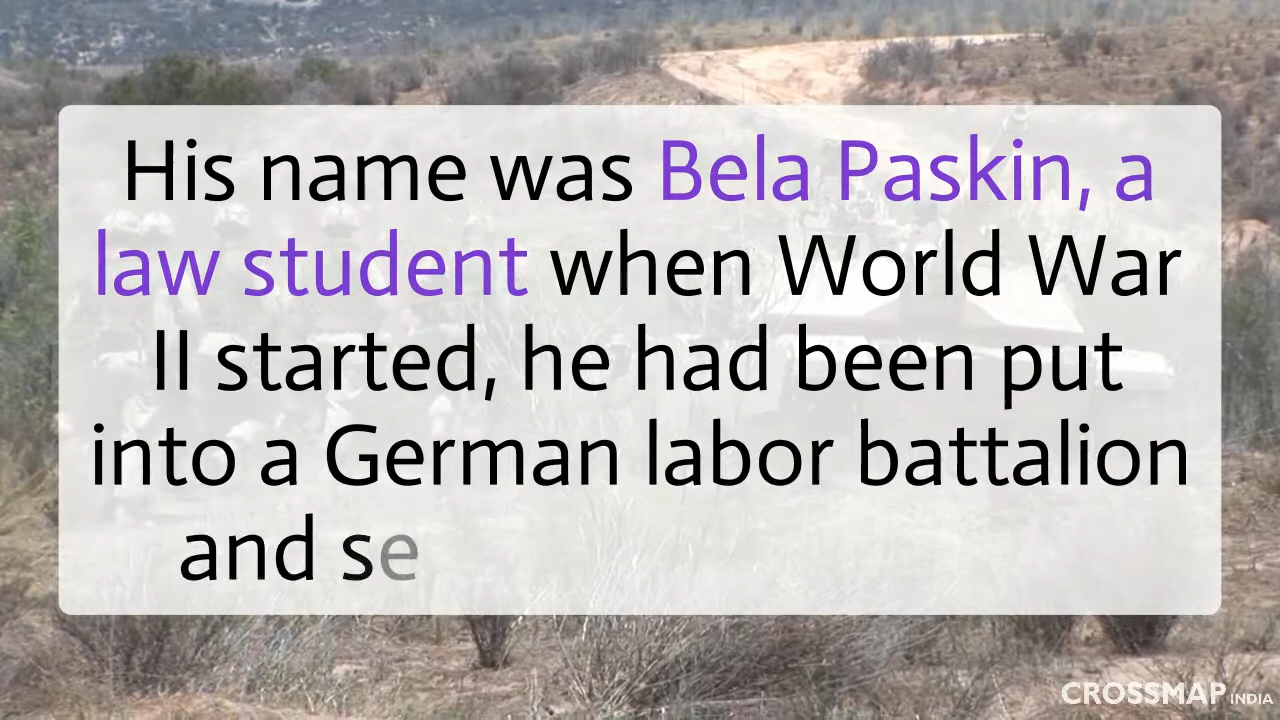 His name was Bela Paskin, a
law student when World War
II started, he had been put
into a German labor battalion
and se
CROSSMAP INDIA